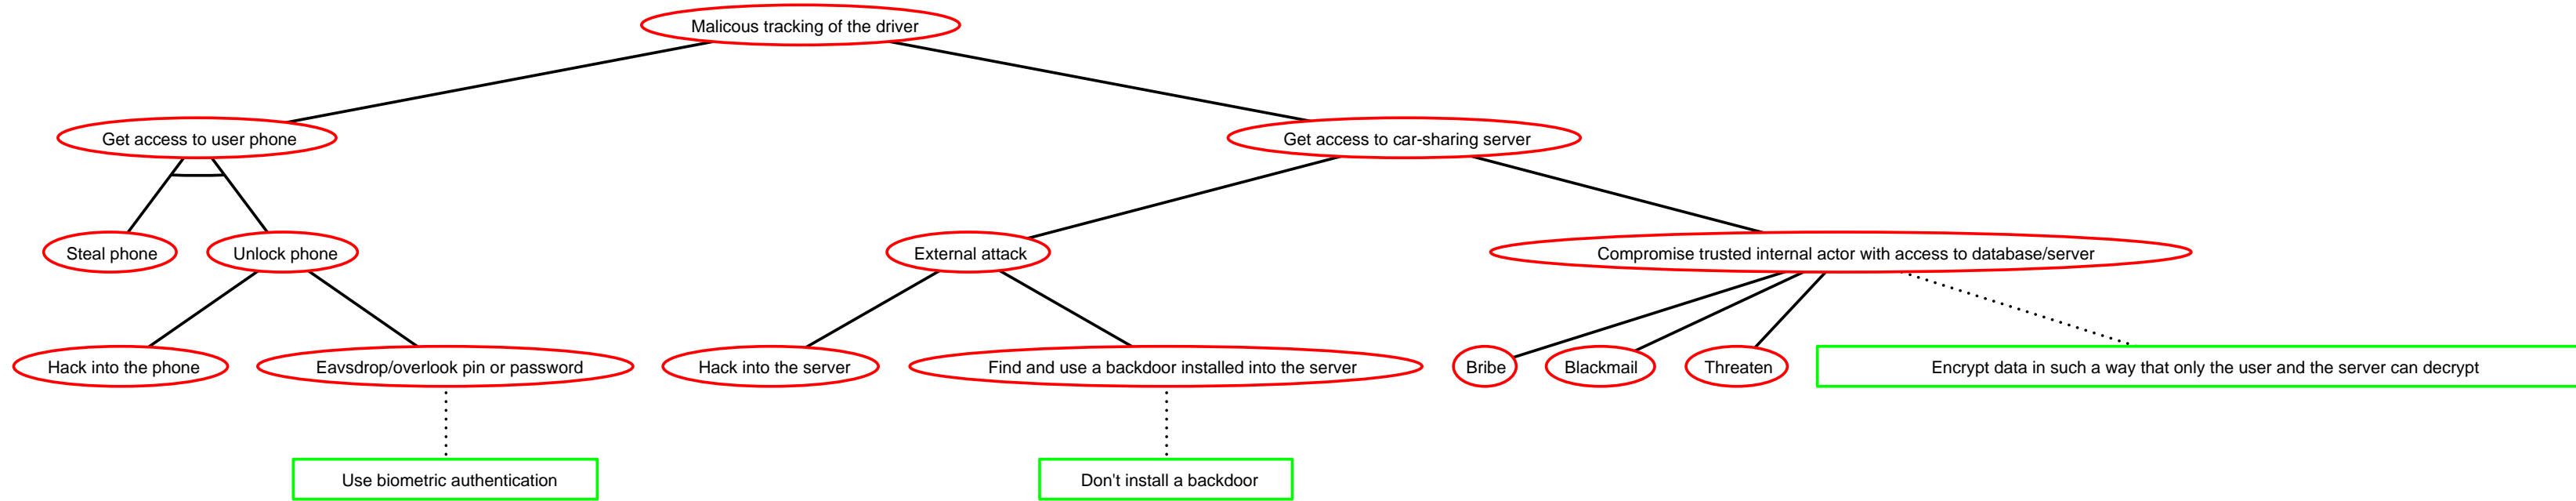 Malicous tracking of the driver
Get access to user phone
Get access to car-sharing server
Steal phone
Unlock phone
External attack
Compromise trusted internal actor with access to database/server
Hack into the phone
Eavsdrop/overlook pin or password
Hack into the server
Find and use a backdoor installed into the server
Bribe
Blackmail
Threaten
Encrypt data in such a way that only the user and the server can decrypt
Use biometric authentication
Don't install a backdoor